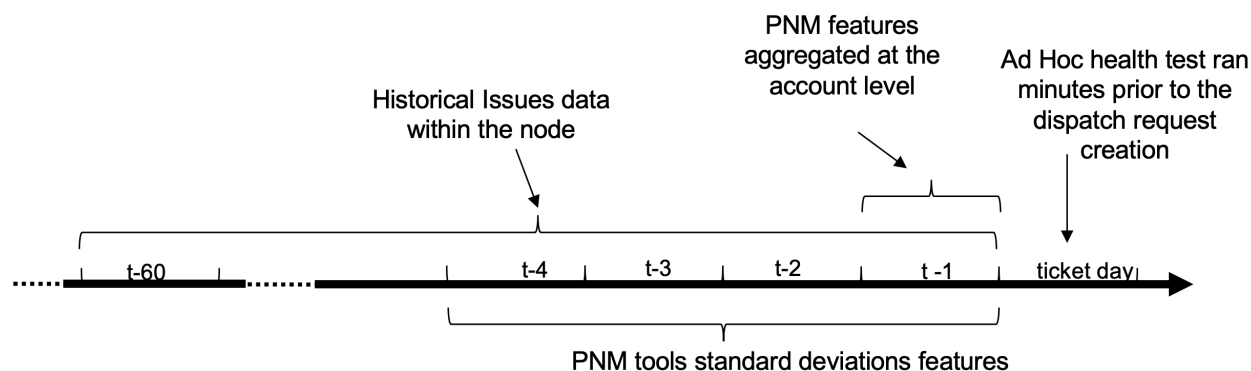 PNM features
aggregated at the
account level
Ad Hoc health test ran
minutes prior to the
dispatch request
creation
Historical Issues data
within the node
t-60
t-4
t-3
t-2
t -1
ticket day
PNM tools standard deviations features